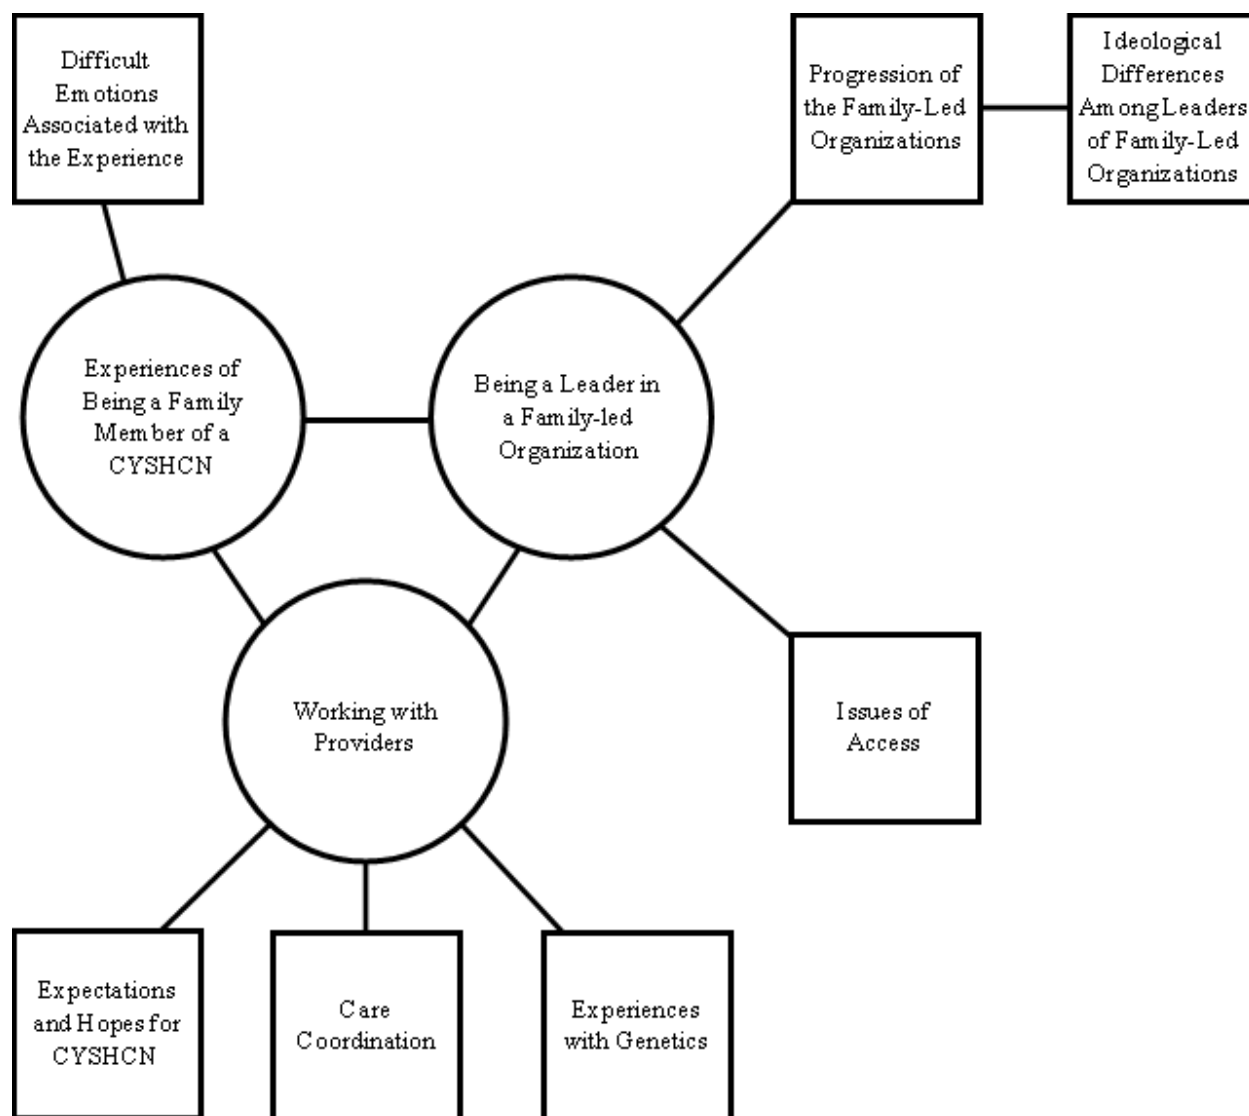 Difficult
Emotions
Associated with
the Experience
Progression of
the Family-Led
Organizations
Ideological
Differences
Among Leaders
of Family-Led
Organizations
Experiences of
Being a Family
Member of a
CYSHCN
Being a Leader in
a Family-led
Organization
Working with
Providers
Issues of
Access
Expectations
and Hopes for
CYSHCN
Care
Coordination
Experiences
with Genetics